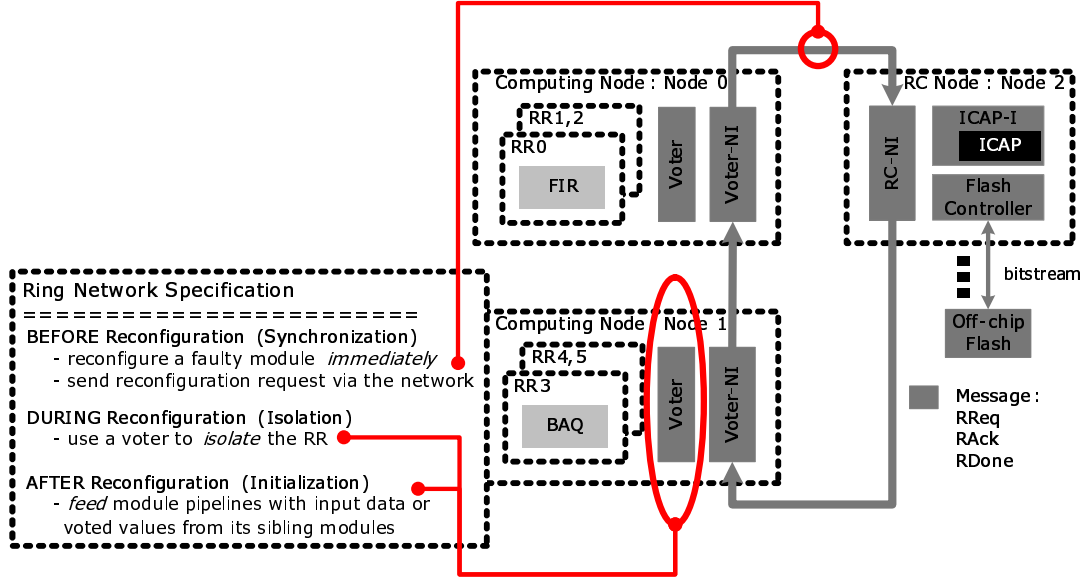 Computing Node : Node 0
RR1,2
RR0
FIR
Voter
Voter-NI
RC Node : Node 2
RC-NI
ICAP-I
ICAP
Flash
Controller
bitstream
Off-chip
Flash
Ring Network Specification
========================
BEFORE Reconfiguration (Synchronization)
- reconfigure a faulty module immediately
- send reconfiguration request via the network
DURING Reconfiguration (Isolation)
- use a voter to isolate the RR
AFTER Reconfiguration (Initialization)
- feed module pipelines with input data or
voted values from its sibling modules
Computing Node : Node 1
RR4,5
RR3
BAQ
Voter
Voter-NI
Message :
RReq
RAck
RDone